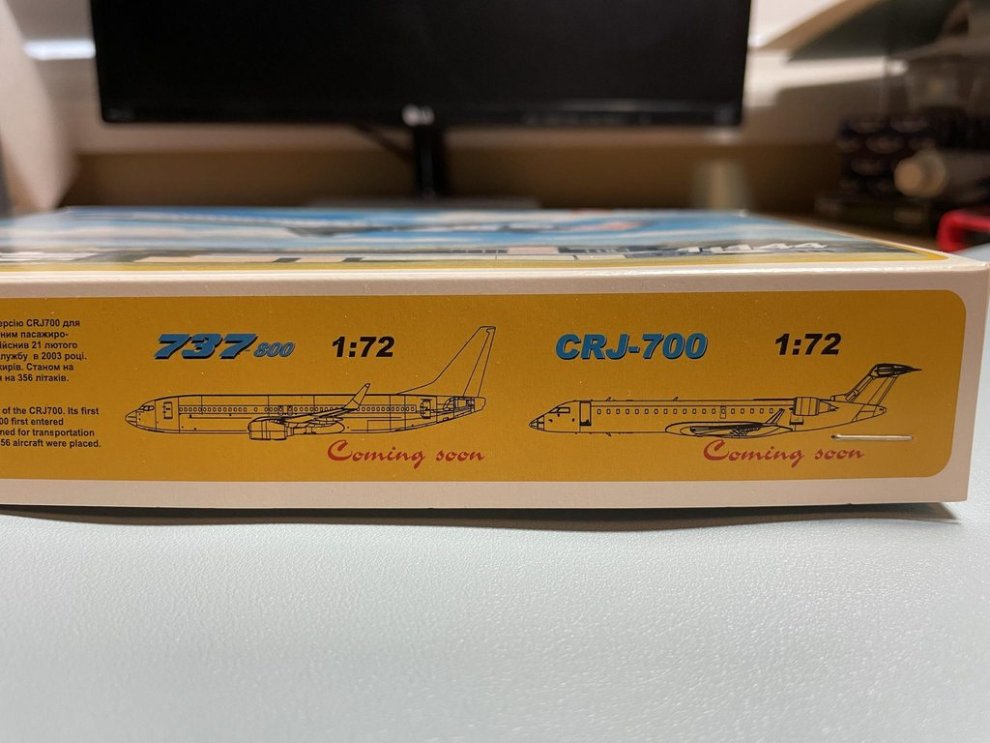 ерсію CRJ700 для
ним пасажиро-
ійснив 21 лютого
лужбу в 2003 році.
ирів. Станом на
на 356 літаків.
of the CRJ700. Its first
00 first entered
ned for transportation
56 aircraft were placed.
737-800 1:72
Coming soon
CRJ-700 1:72
Coming soon